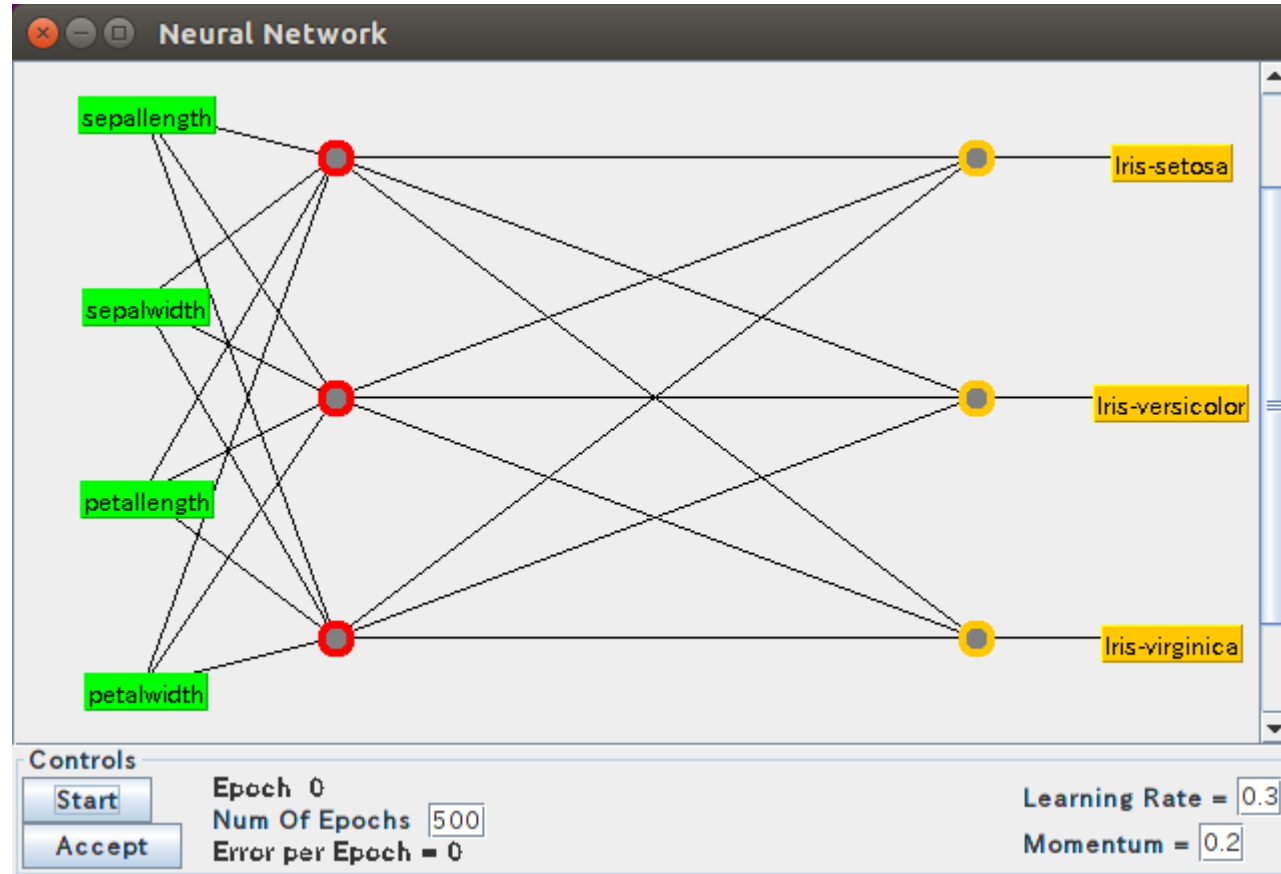 Neural Network
sepallength
Iris-setosa
sepalwidth
Iris-versicolor
petallength
Iris-virginica
petalwidth
Controls
Start
Accept
Epoch 0
Num Of Epochs 500
Error per Epoch = 0
Learning Rate = 0.3
Momentum = 0.2